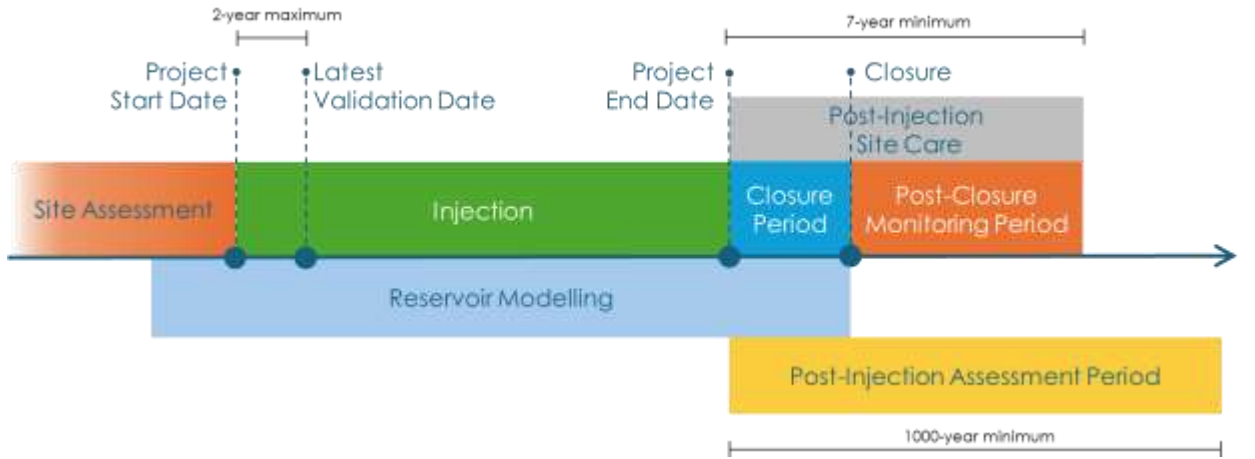 2-year maximum
7-year minimum
Project
Start Date
Latest
Validation Date
Project
End Date
Closure
Post-Injection
Site Care
Site Assessment
Injection
Closure
Period
Post-Closure
Monitoring Period
Reservoir Modelling
Post-Injection Assessment Period
1000-year minimum